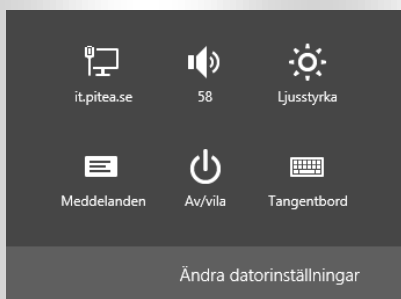 it.pitea.se
58
Ljusstyrka
Meddelanden
Av/vila
Tangentbord
Ändra datorinställningar